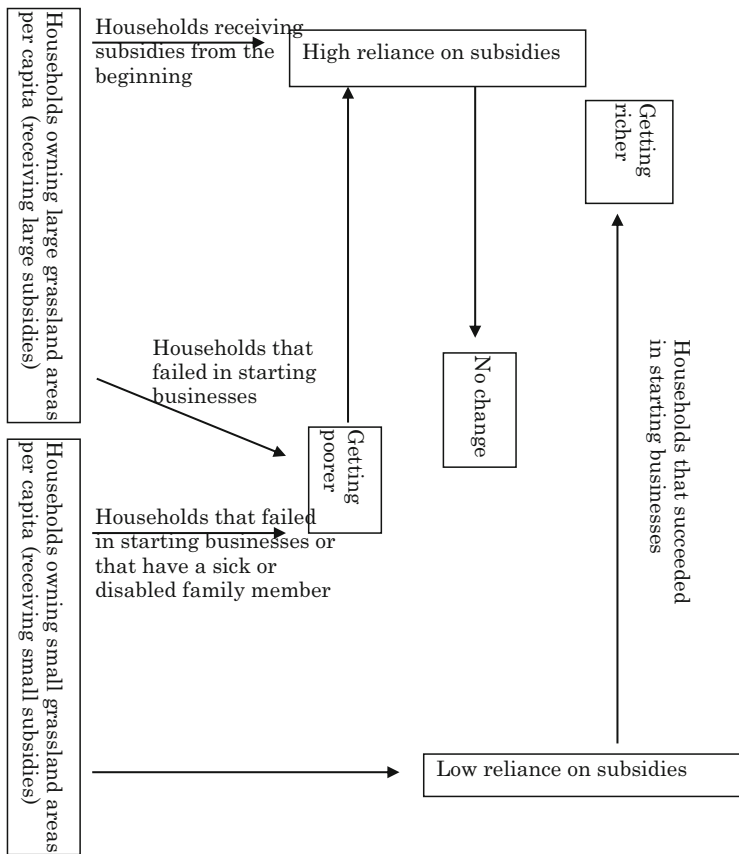 Households owning large grassland areas
per capita (receiving large subsidies)
Households receiving
subsidies from the
beginning
High reliance on subsidies
Getting
richer
Households that
failed in starting
businesses
No change
Getting
poorer
Households that succeeded
in starting businesses
Households owning small grassland areas
per capita (receiving small subsidies)
Households that failed
in starting businesses or
that have a sick or
disabled family member
Low reliance on subsidies